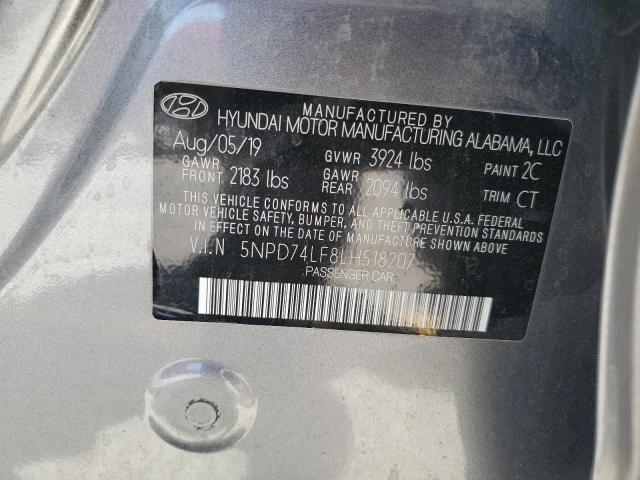 MANUFACTURED BY
HYUNDAI MOTOR MANUFACTURING ALABAMA, LLC
Aug/05/19 GVWR 3924 lbs PAINT 2C
GAWR FRONT 2183 lbs GAWR REAR 2094 lbs TRIM CT
THIS VEHICLE CONFORMS TO ALL APPLICABLE U.S.A. FEDERAL
MOTOR VEHICLE SAFETY, BUMPER, AND THEFT PREVENTION STANDARDS
IN EFFECT ON THE DATE OF MANUFACTURE SHOWN ABOVE.
V.I.N 5NPD74LF8LH518207
PASSENGER CAR